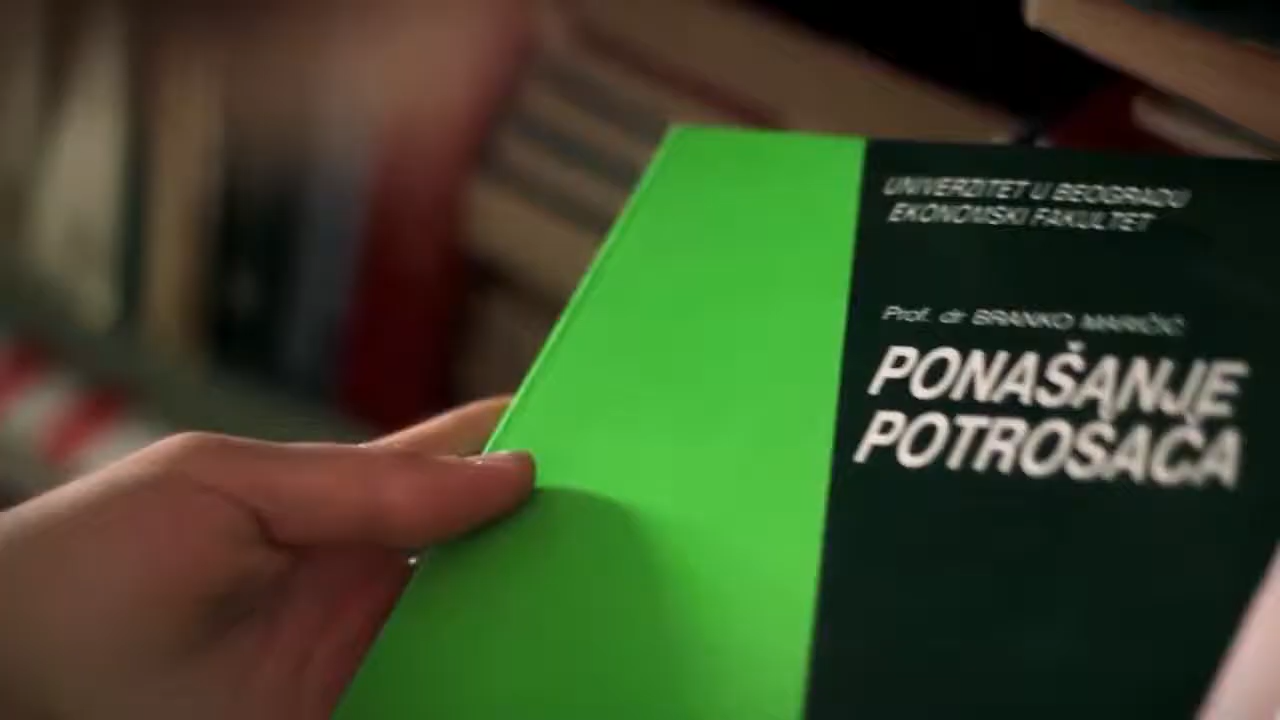 UNIVERZITET U BEOGRADU
EKONOMSKI FAKULTET
Prof. dr BRANKO MARIČIĆ
PONAŠANJE
POTROŠAČA